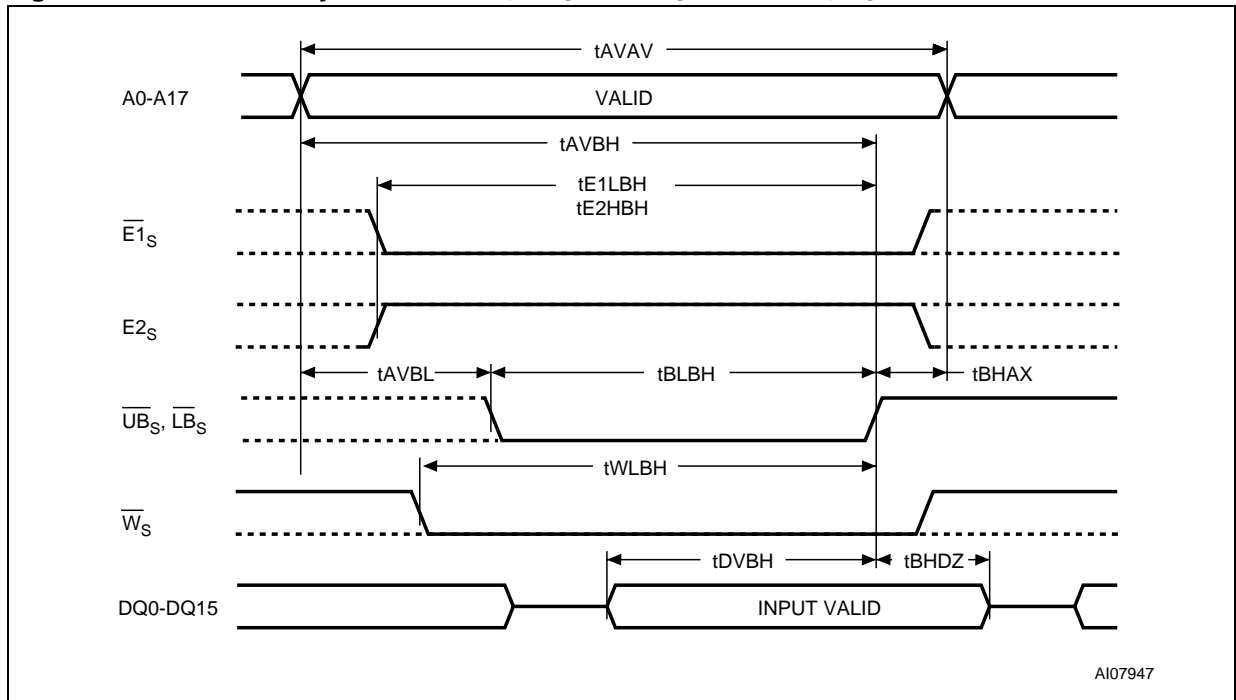 tAVAV
A0-A17
VALID
tAVBH
tE1LBH
tE2HBH
E1S
E2S
tAVBL
tBLBH
tBHAX
UBS, LBS
tWLBH
WS
tDVBH
tBHDZ
DQ0-DQ15
INPUT VALID
AI07947